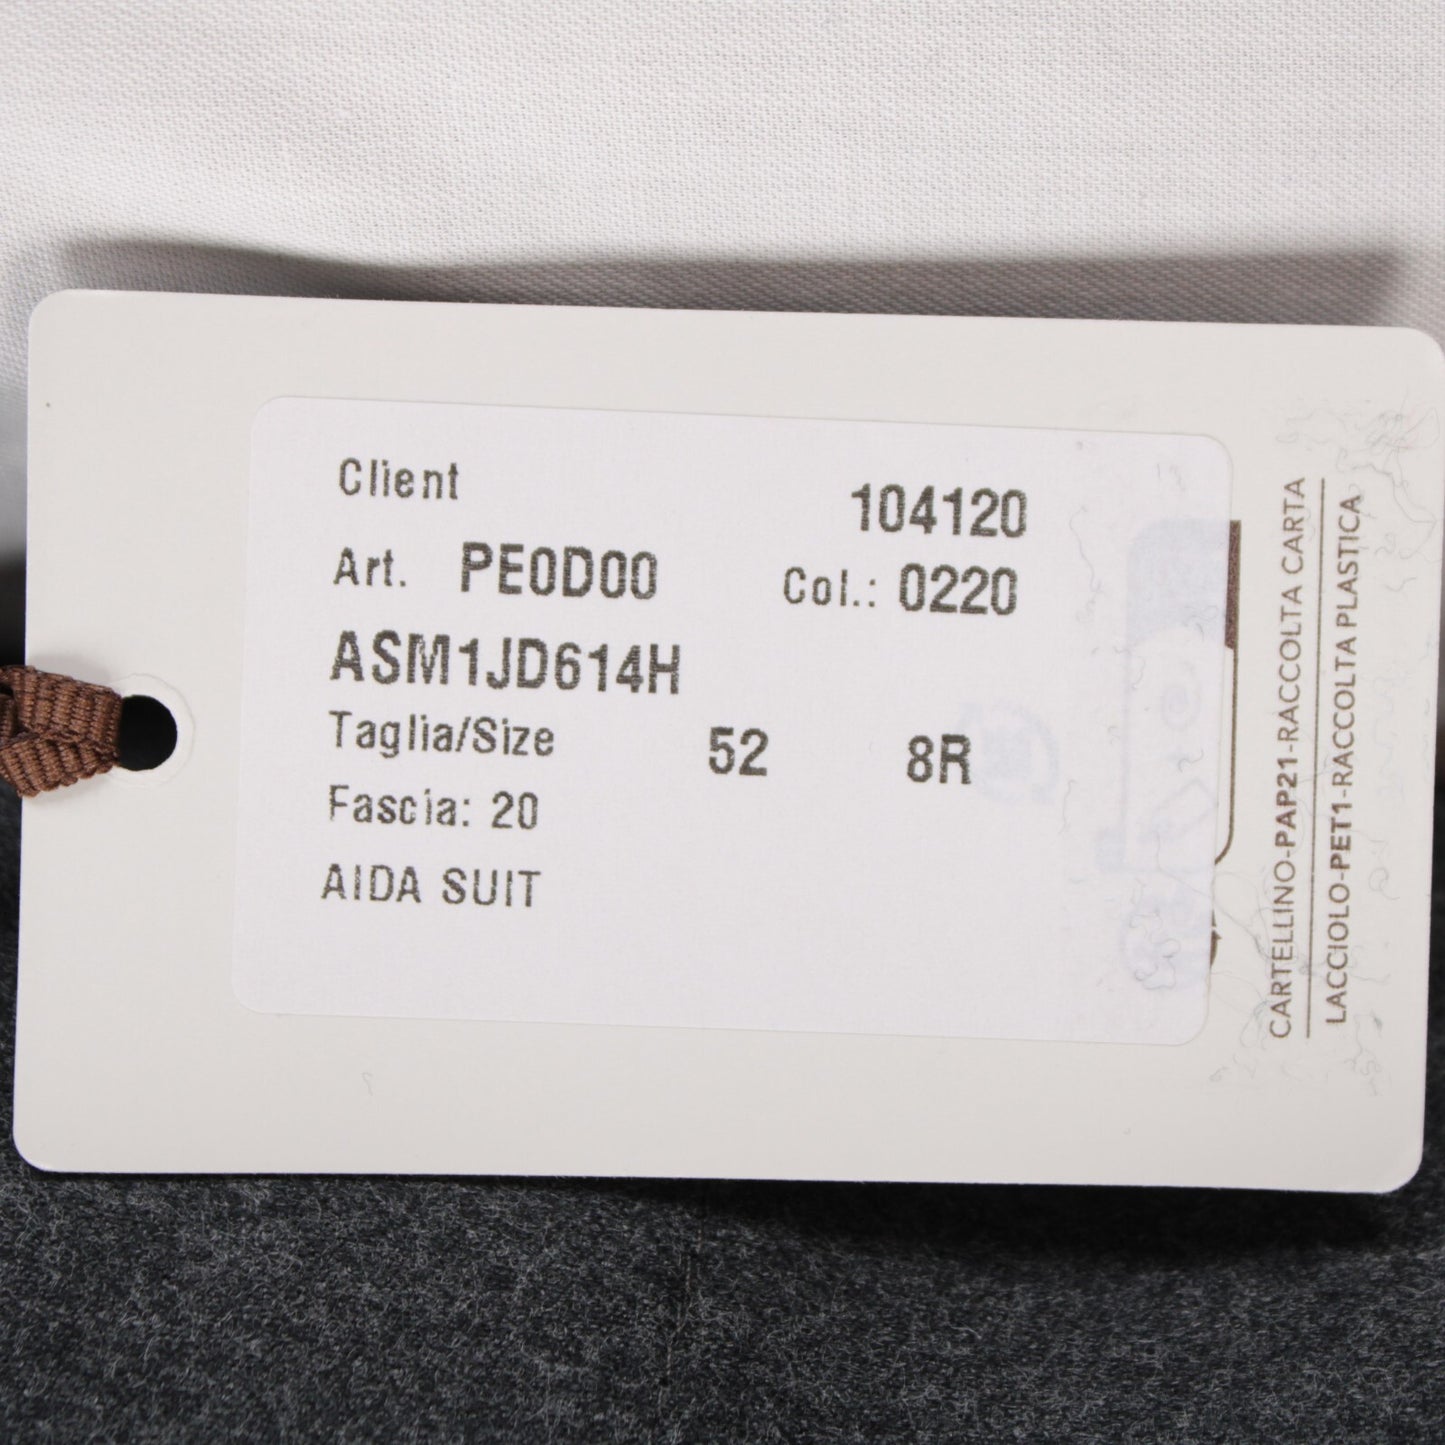 Client 104120
Art. PE0D00 Col.: 0220
ASM1JD614H
Taglia/Size 52 8R
Fascia: 20
AIDA SUIT
CARTELLINO-PAP21-RACCOLTA CARTA
LACCIOLO-PET1-RACCOLTA PLASTICA